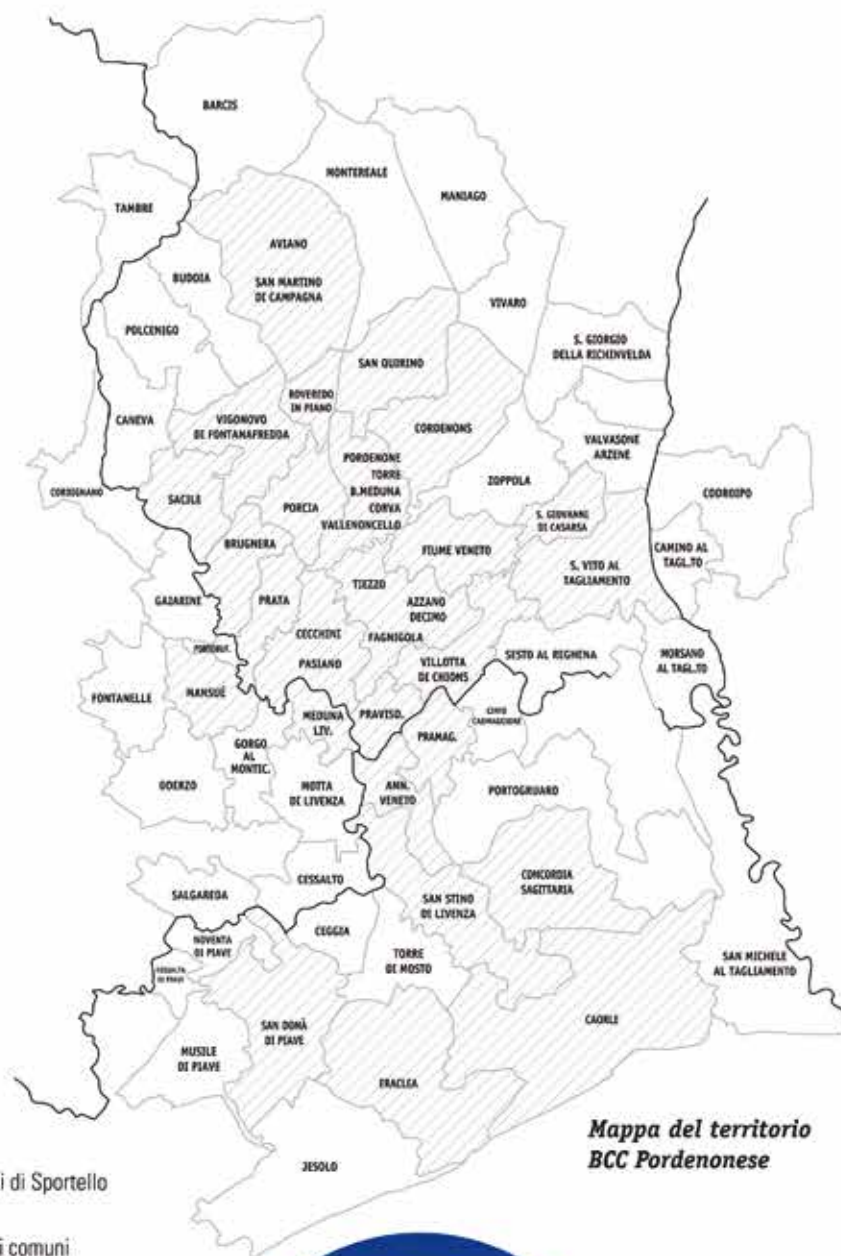 BARCIS
MONTEREALE
MANIAGO
TAMBRE
AVIANO
SAN MARTINO
DI CAMPAGNA
BUDOIA
VIVARO
POLCENIGO
S. GIORGIO
DELLA RICHINVELDA
SAN QUIRINO
ROVEREDO
IN PIANO
CANEVA
VIGONOVO
DI FONTANAFREDDA
CORDENONS
VALVASONE
ARZENE
PORDENONE
TORRE
B.MEDUNA
CORVA
VALLENONCELLO
ZOPPOLA
CODROIPO
CORDIGNANO
SACILE
PORCIA
S. GIOVANNI
DI CASARSA
BRUGNERA
FIUME VENETO
CAMINO AL
TAGL.TO
S. VITO AL
TAGLIAMENTO
TIEZZO
GAIARINE
PRATA
AZZANO
DECIMO
CECCHINI
FAGNIGOLA
PASIANO
PORTOBUF.
SESTO AL REGHENA
MORSANO
AL TAGL.TO
VILLOTTA
DI CHIONS
FONTANELLE
MANSUÈ
MEDUNA
LIV.
PRAVISD.
CINTO
CAOMAGGIORE
PRAMAG.
GORGO
AL
MONTIC.
ODERZO
MOTTA
DI LIVENZA
ANN.
VENETO
PORTOGRUARO
CESSALTO
CONCORDIA
SAGITTARIA
SALGAREDA
SAN STINO
DI LIVENZA
CEGGIA
NOVENTA
DI PIAVE
TORRE
DI MOSTO
SAN MICHELE
AL TAGLIAMENTO
FOSSALTA
DI PIAVE
SAN DONÀ
DI PIAVE
CAORLE
MUSILE
DI PIAVE
ERACLEA
JESOLO
Mappa del territorio
BCC Pordenonese
i di Sportello
i comuni